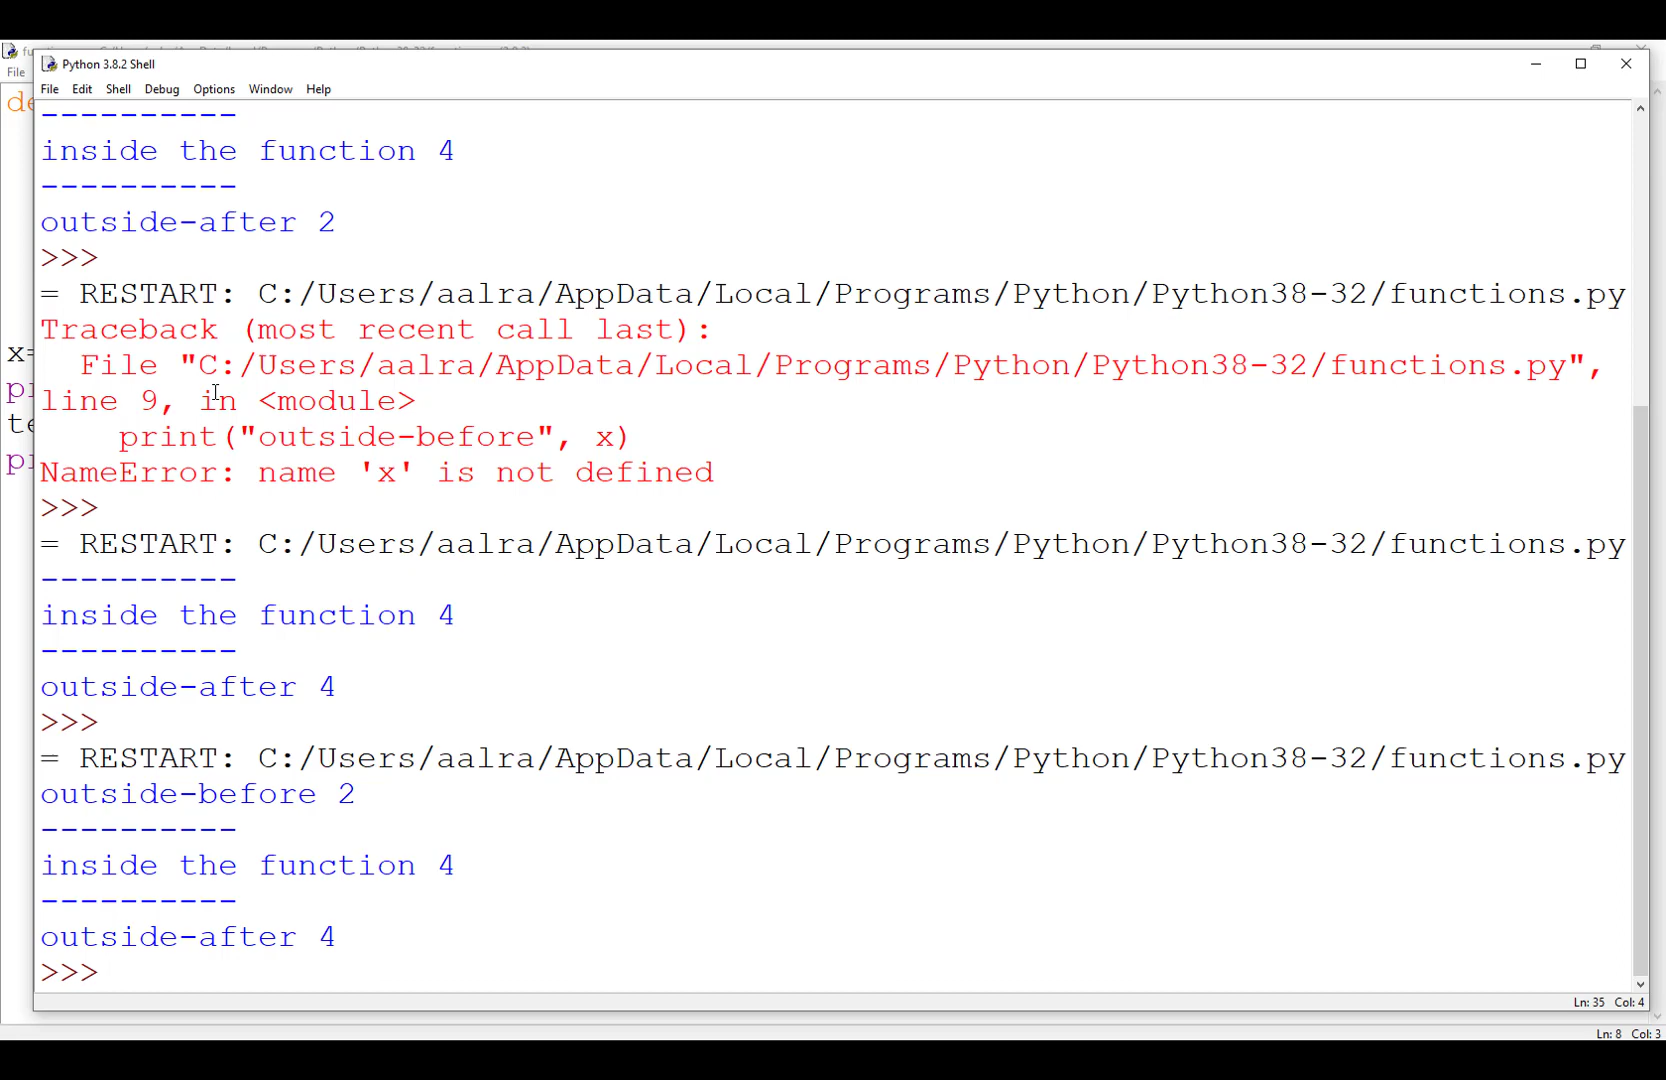 Python 3.8.2 Shell
File
File Edit Shell Debug Options Window Help
----------
inside the function 4
----------
outside-after 2
>>>
= RESTART: C:/Users/aalra/AppData/Local/Programs/Python/Python38-32/functions.py
Traceback (most recent call last):
  File "C:/Users/aalra/AppData/Local/Programs/Python/Python38-32/functions.py",
line 9, in <module>
    print("outside-before", x)
NameError: name 'x' is not defined
>>>
= RESTART: C:/Users/aalra/AppData/Local/Programs/Python/Python38-32/functions.py
----------
inside the function 4
----------
outside-after 4
>>>
= RESTART: C:/Users/aalra/AppData/Local/Programs/Python/Python38-32/functions.py
outside-before 2
----------
inside the function 4
----------
outside-after 4
>>>
Ln: 35 Col: 4
Ln: 8 Col: 3